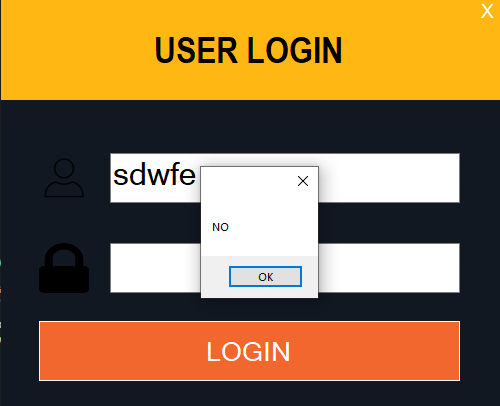 X
USER LOGIN
sdwfe
NO
OK
LOGIN